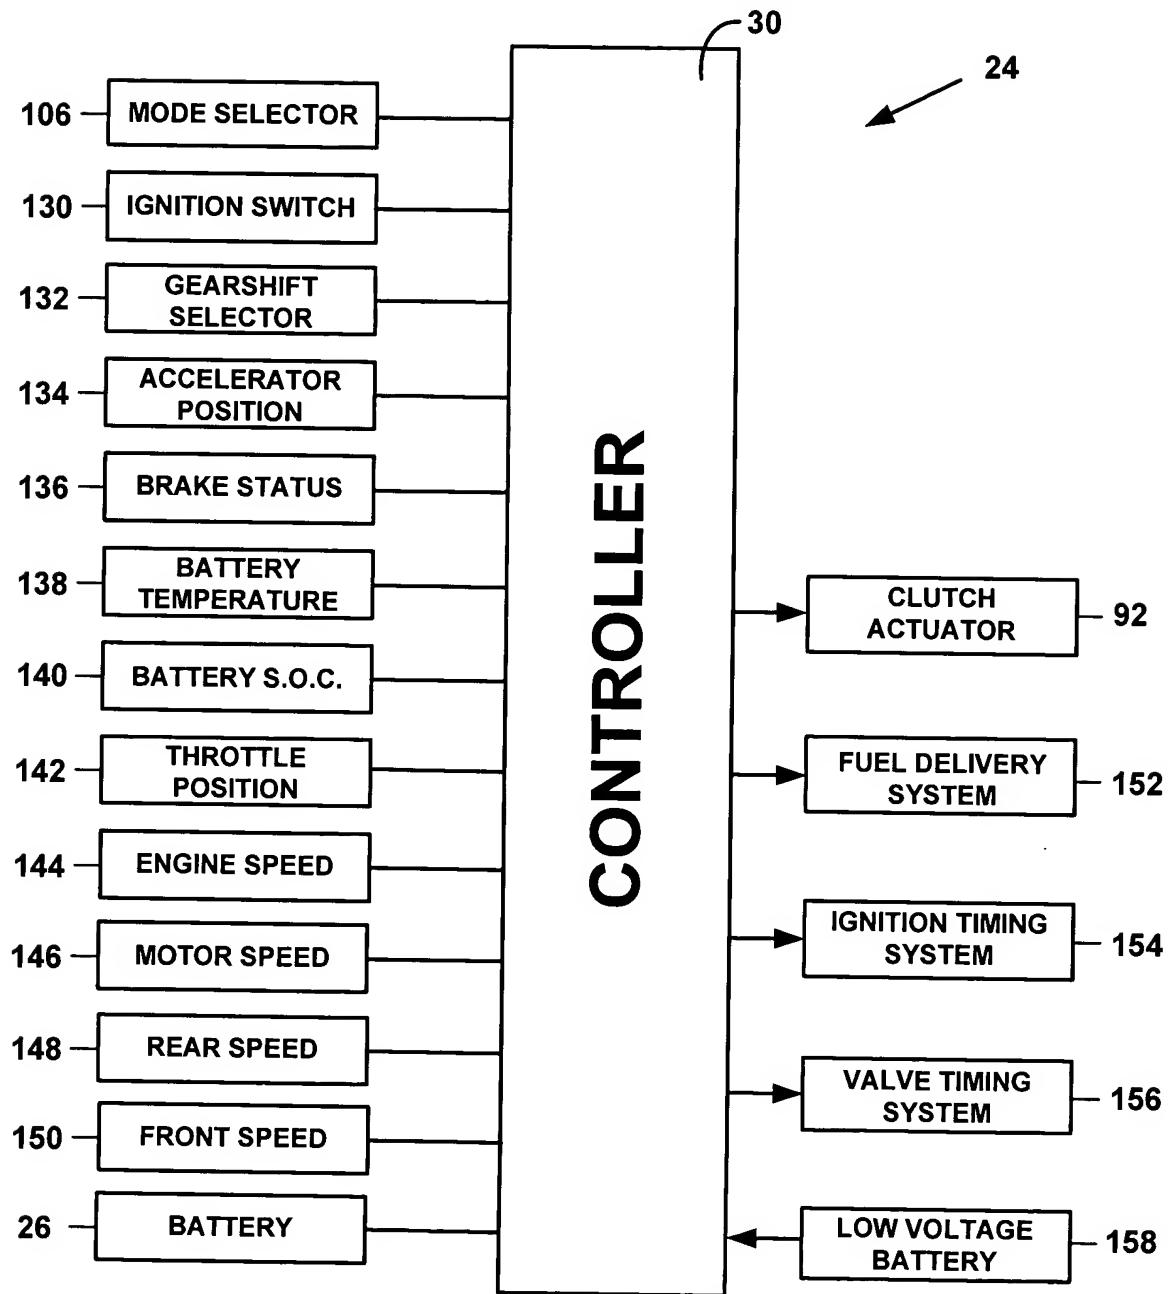 30
24
106
MODE SELECTOR
130
IGNITION SWITCH
132
GEARSHIFT
SELECTOR
134
ACCELERATOR
POSITION
136
BRAKE STATUS
138
BATTERY
TEMPERATURE
140
BATTERY S.O.C.
142
THROTTLE
POSITION
144
ENGINE SPEED
146
MOTOR SPEED
148
REAR SPEED
150
FRONT SPEED
26
BATTERY
CONTROLLER
CLUTCH
ACTUATOR
92
FUEL DELIVERY
SYSTEM
152
IGNITION TIMING
SYSTEM
154
VALVE TIMING
SYSTEM
156
LOW VOLTAGE
BATTERY
158